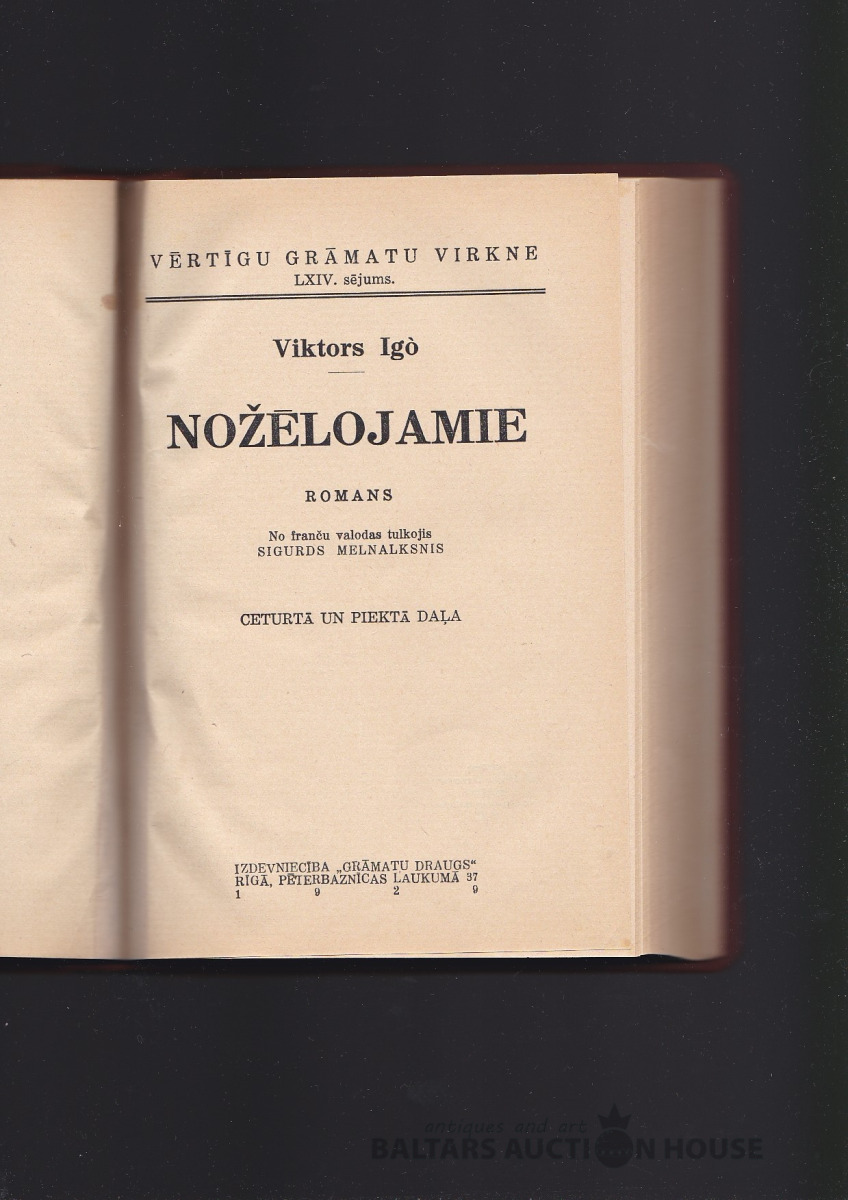 VĒRTĪGU GRĀMATU VIRKNE
LXIV. sējums.
Viktors Igò
NOŽĒLOJAMIE
ROMANS
No franču valodas tulkojis
SIGURDS MELNALKSNIS
CETURTĀ UN PIEKTĀ DAĻA
IZDEVNIECĪBA „GRĀMATU DRAUGS“
RĪGĀ, PĒTERBAZNĪCAS LAUKUMĀ 37
1 9 2 9
antiques and art
BALTARS AUCTION HOUSE